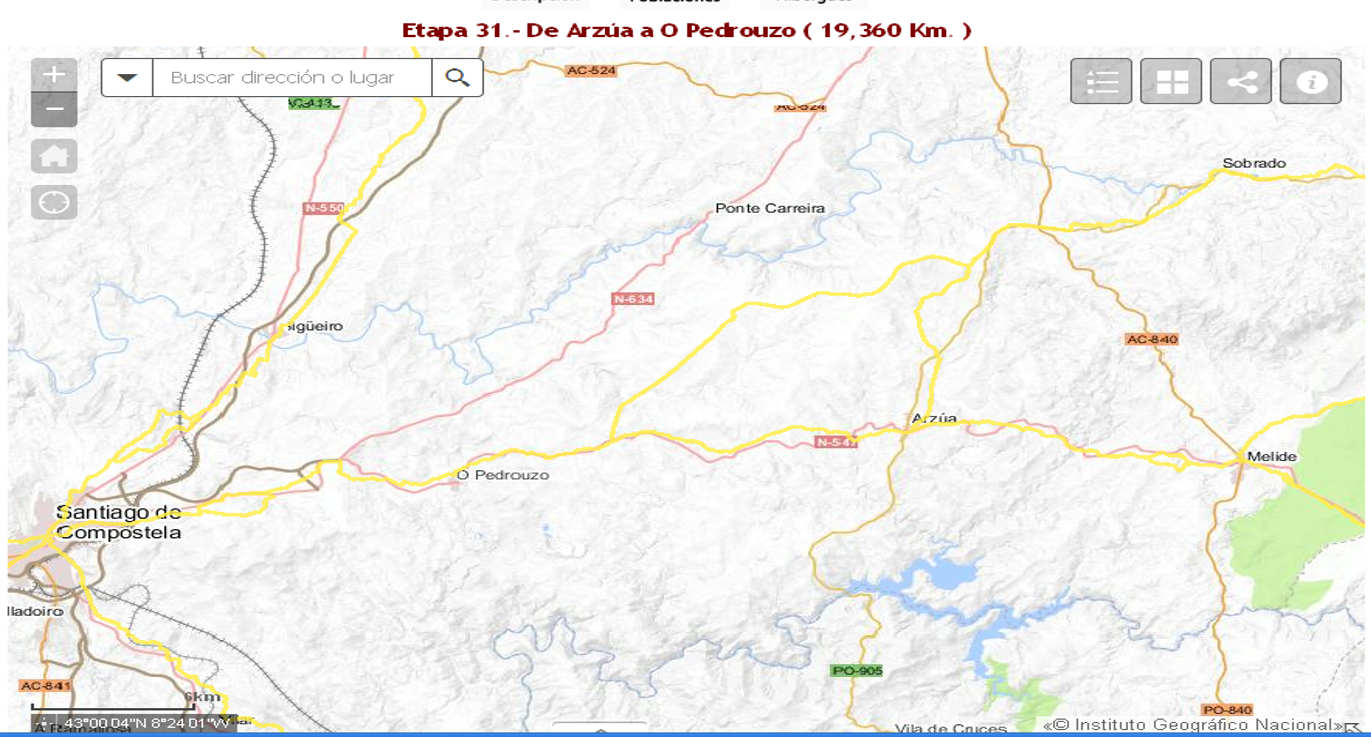 Etapa 31.- De Arzúa a O Pedrouzo ( 19,360 Km. )
Buscar dirección o lugar
AC-524
AC-524
Sobrado
N-550
Ponte Carreira
N-634
igüeiro
AC-840
Arzúa
N-547
Melide
O Pedrouzo
Santiago de
Compostela
lladoiro
PO-905
AC-841
6km
PO-840
43°00'04"N 8°24'01"W
Vila de Cruces
«© Instituto Geográfico Nacional»